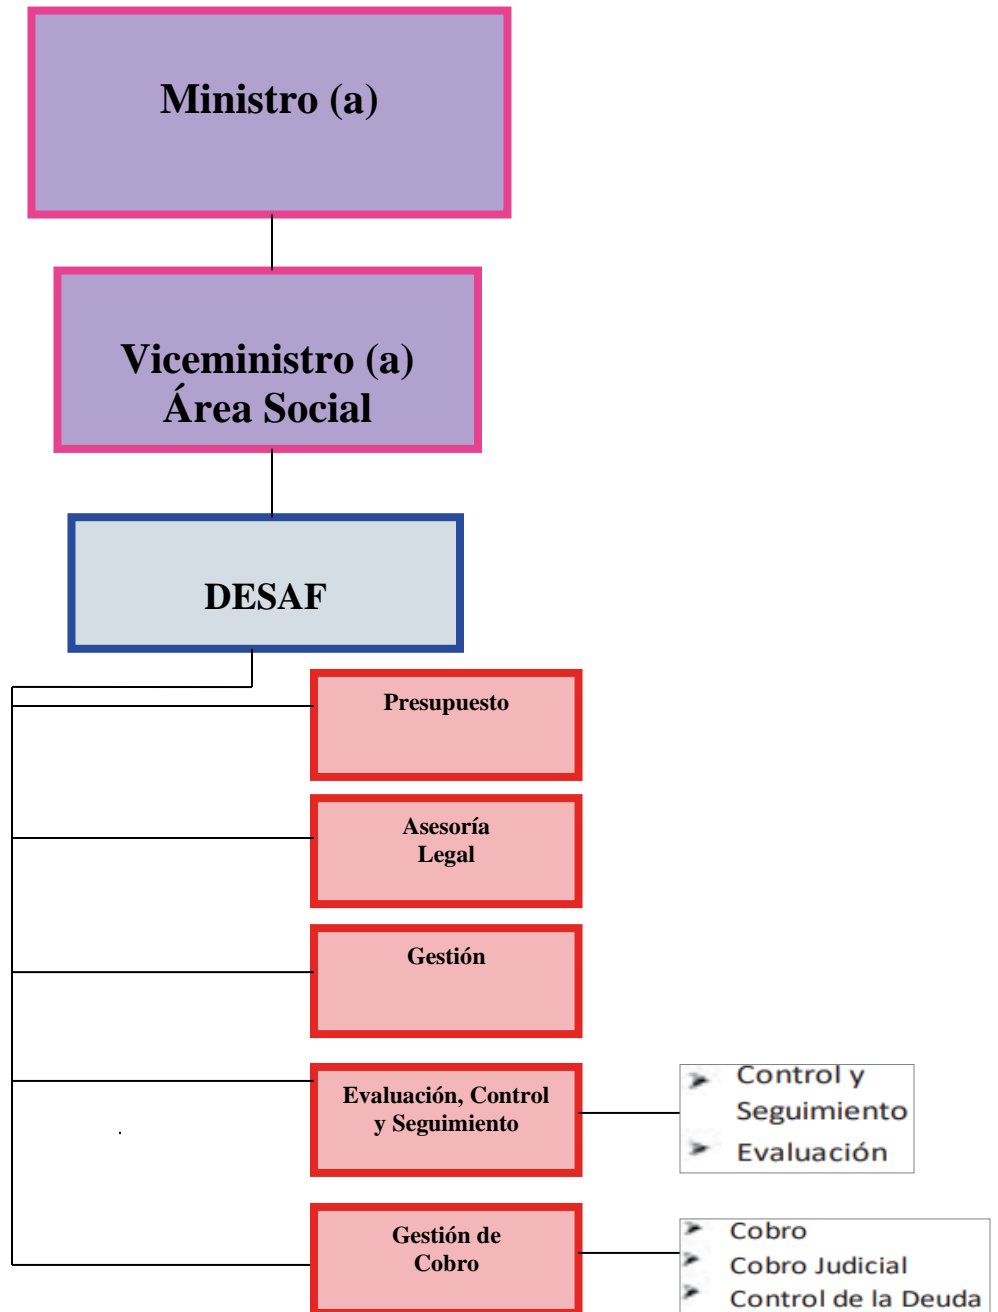 Ministro (a)
Viceministro (a)
Área Social
DESAF
Presupuesto
Asesoría
Legal
Gestión
Evaluación, Control
y Seguimiento
Control y
Seguimiento
Evaluación
Gestión de
Cobro
Cobro
Cobro Judicial
Control de la Deuda